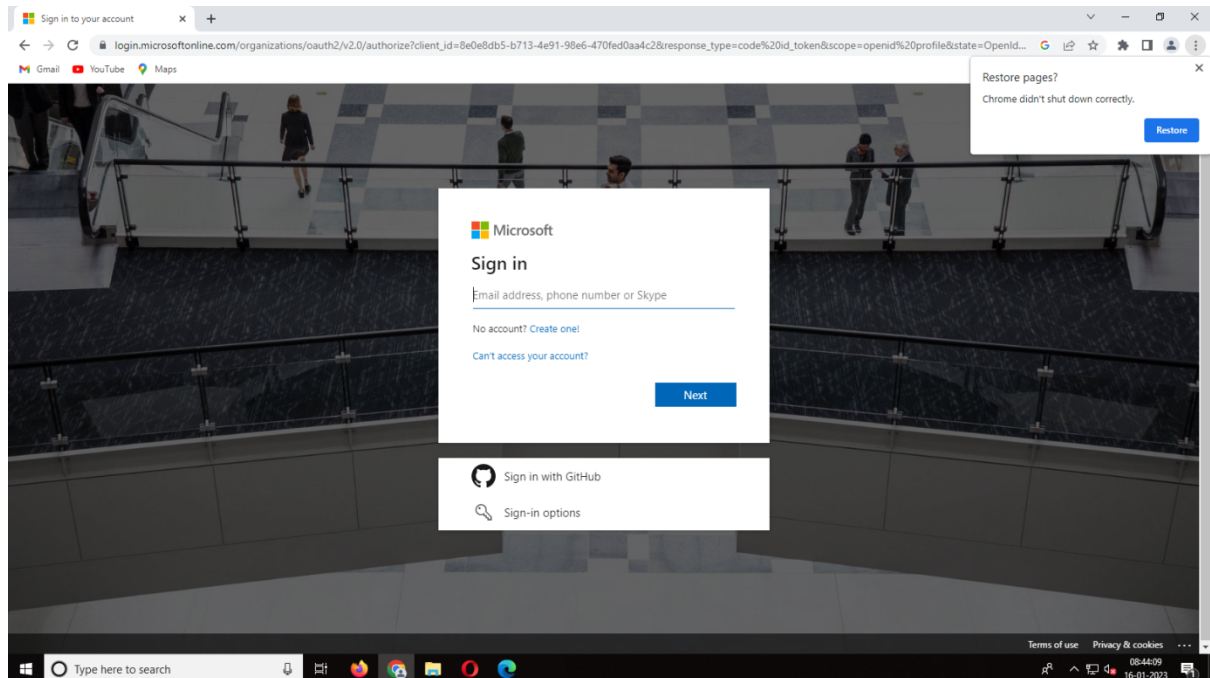 Sign in to your account
login.microsoftonline.com/organizations/oauth2/v2.0/authorize?client_id=8e0e8db5-b713-4e91-98e6-470fed0aa4c2&response_type=code%20id_token&scope=openid%20profile&state=OpenId...
Gmail YouTube Maps
Restore pages?
Chrome didn't shut down correctly.
Restore
Microsoft
Sign in
Email address, phone number or Skype
No account? Create one!
Can't access your account?
Next
Sign in with GitHub
Sign-in options
Terms of use Privacy & cookies ...
Type here to search
08:44:09
16-01-2023